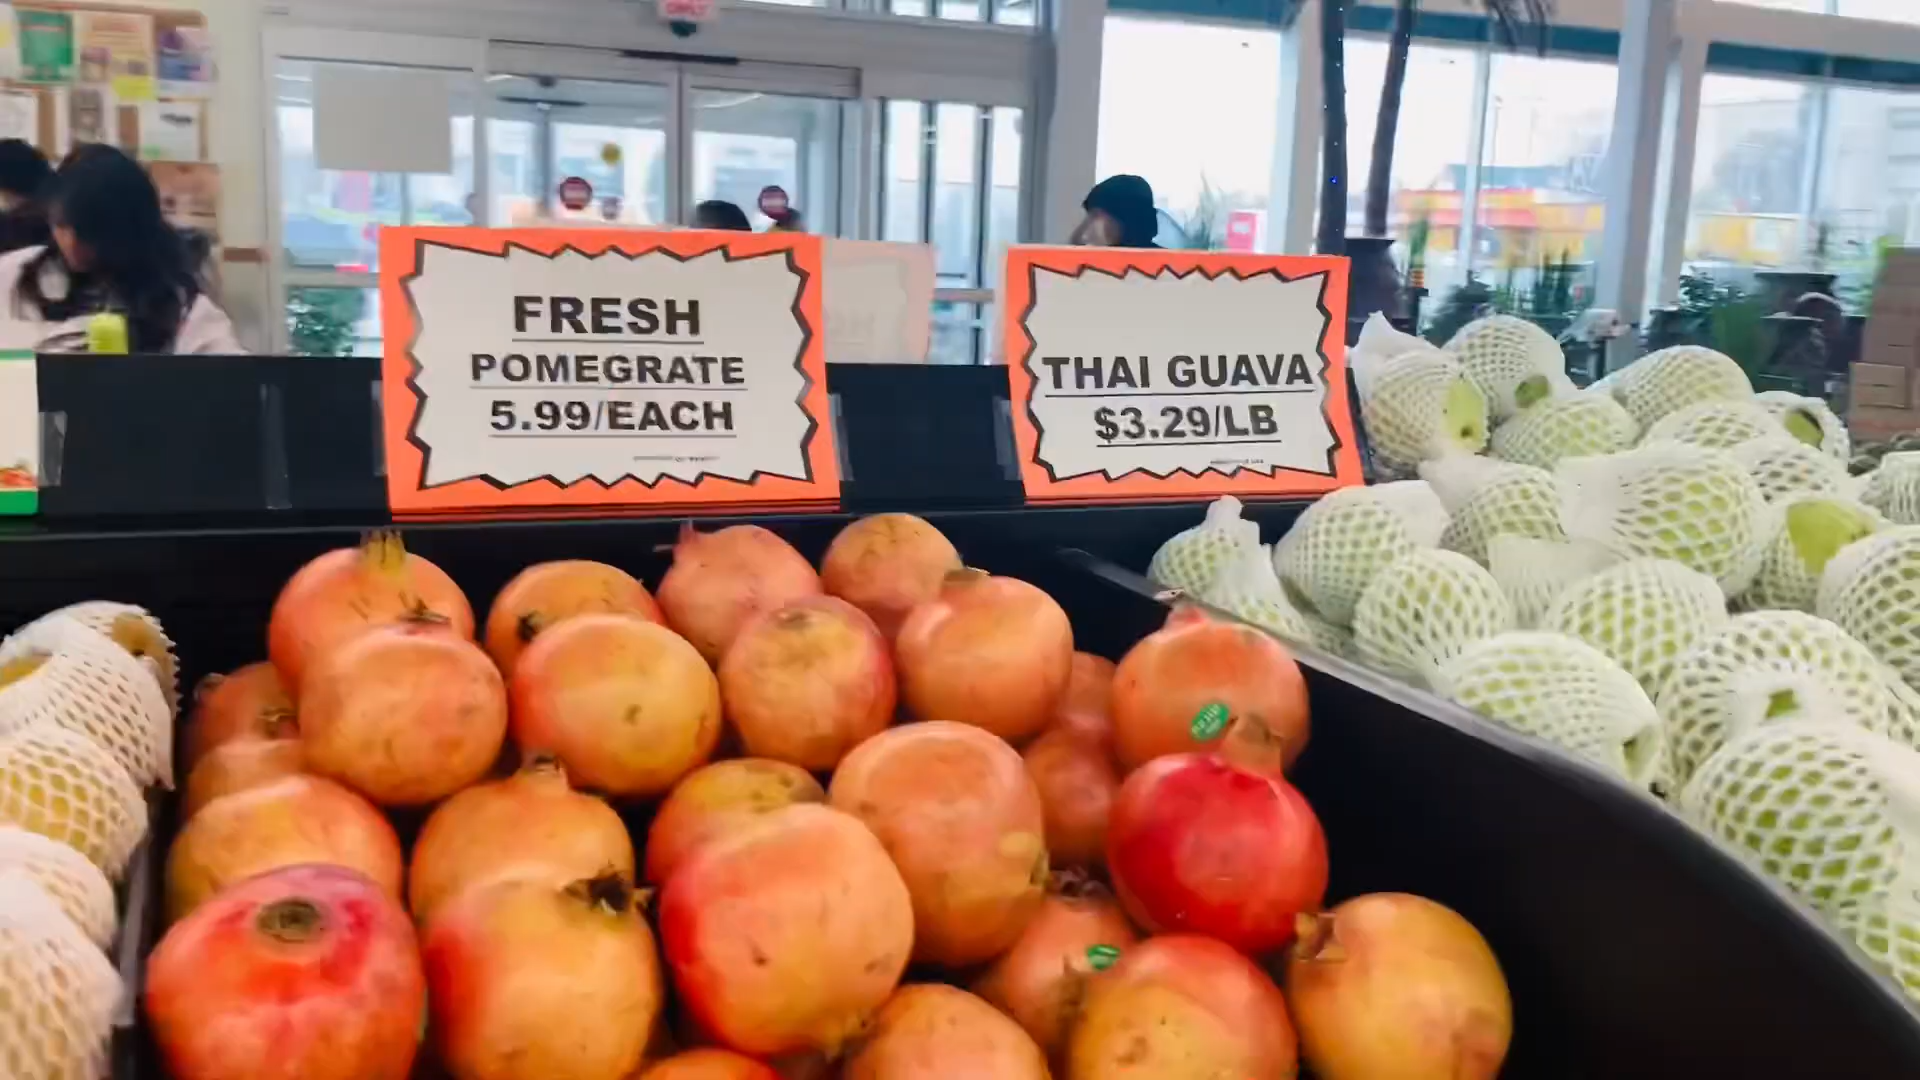 FRESH
POMEGRATE
5.99/EACH
THAI GUAVA
$3.29/LB